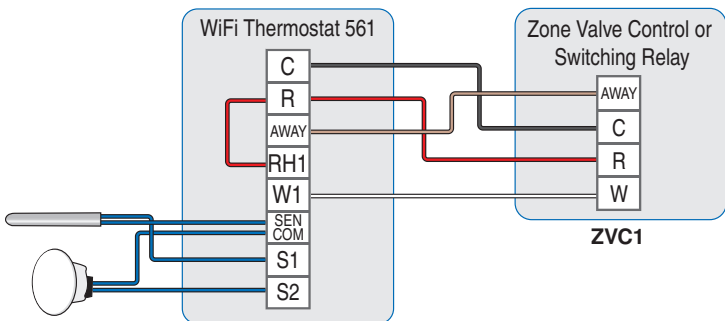 WiFi Thermostat 561
C
R
AWAY
RH1
W1
SEN
COM
S1
S2
Zone Valve Control or
Switching Relay
AWAY
C
R
W
ZVC1